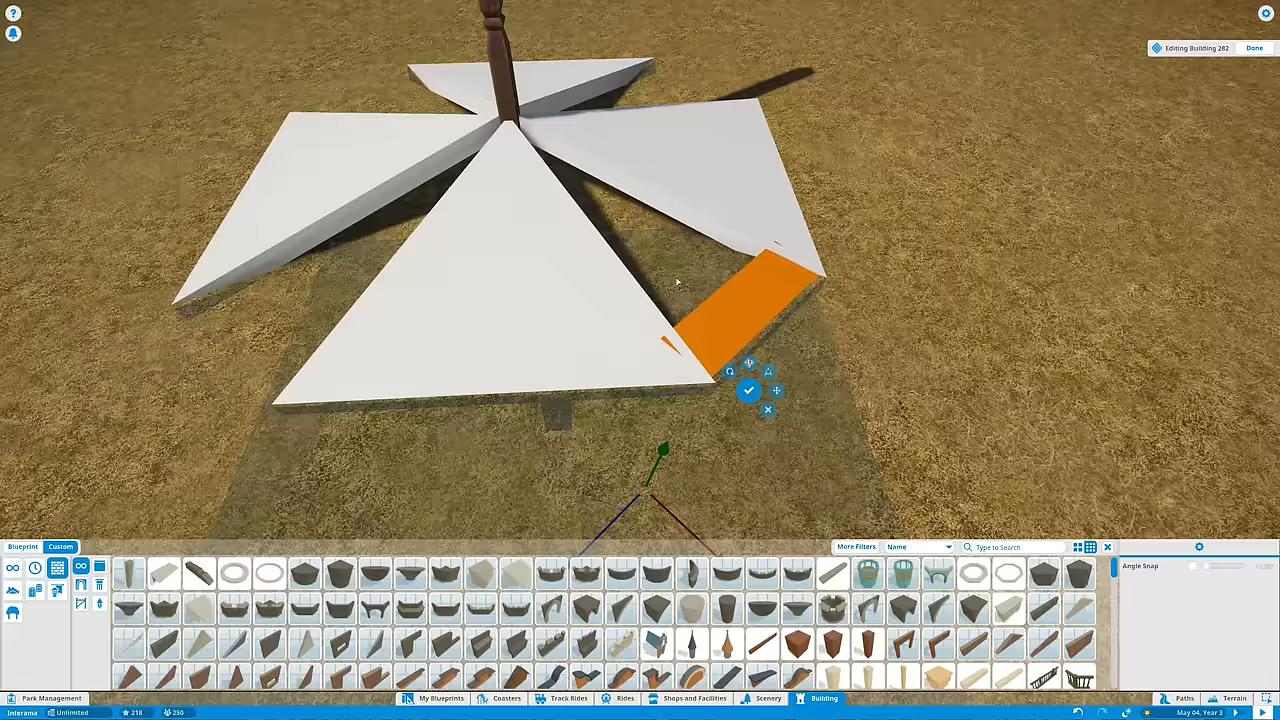 ?
Editing Building 282 Done
Blueprint Custom
More Filters Name Type to Search
Angle Snap
Park Management My Blueprints Coasters Track Rides Rides Shops and Facilities Scenery Building Paths Terrain
Interama Unlimited 218 250 May 04, Year 3